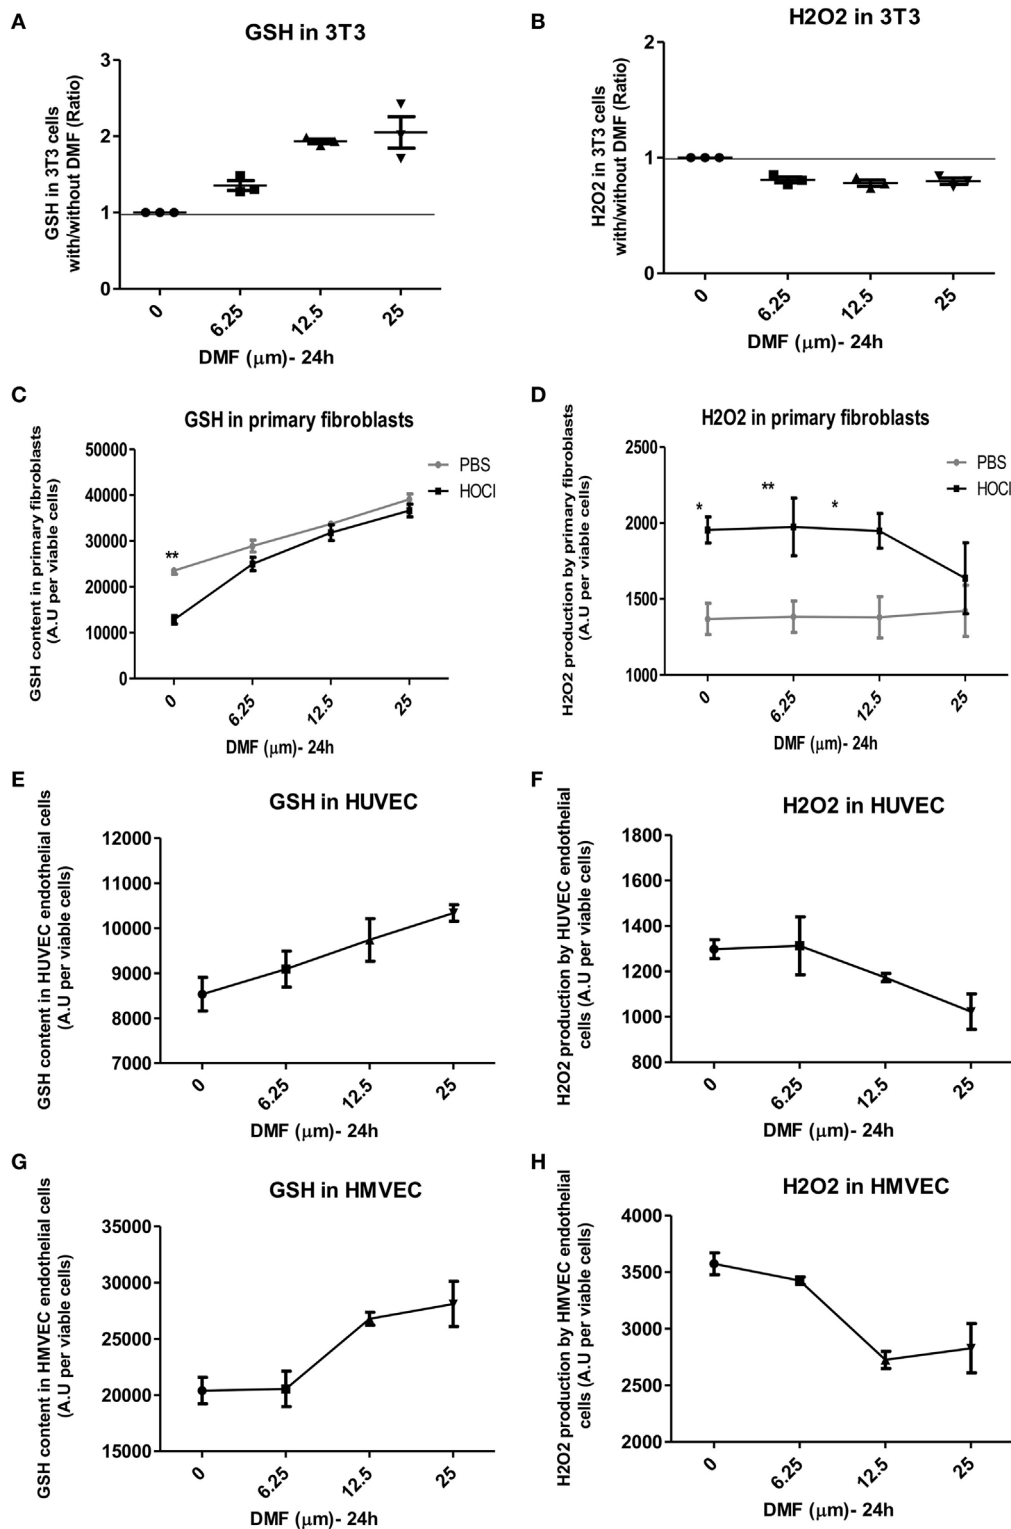 A
GSH in 3T3
GSH in 3T3 cells
with/without DMF (Ratio)
3
2
1
0
0
6.25
12.5
25
DMF (μm)- 24h
B
H2O2 in 3T3
H2O2 in 3T3 cells
with/without DMF (Ratio)
2
1
0
0
6.25
12.5
25
DMF (μm)- 24h
C
GSH in primary fibroblasts
GSH content in primary fibroblasts
(A.U per viable cells)
50000
40000
30000
20000
10000
0
**
PBS
HOCl
0
6.25
12.5
25
DMF (μm)- 24h
D
H2O2 in primary fibroblasts
H2O2 production by primary fibroblasts
(A.U per viable cells)
2500
2000
1500
1000
*
**
*
PBS
HOCl
0
6.25
12.5
25
DMF (μm)- 24h
E
GSH in HUVEC
GSH content in HUVEC endothelial cells
(A.U per viable cells)
12000
11000
10000
9000
8000
7000
0
6.25
12.5
25
DMF (μm)- 24h
F
H2O2 in HUVEC
H2O2 production by HUVEC endothelial
cells (A.U per viable cells)
1800
1600
1400
1200
1000
800
0
6.25
12.5
25
DMF (μm)- 24h
G
GSH in HMVEC
GSH content in HMVEC endothelial cells
(A.U per viable cells)
35000
30000
25000
20000
15000
0
6.25
12.5
25
DMF (μm)- 24h
H
H2O2 in HMVEC
H2O2 production by HMVEC endothelial
cells (A.U per viable cells)
4000
3500
3000
2500
2000
0
6.25
12.5
25
DMF (μm)- 24h